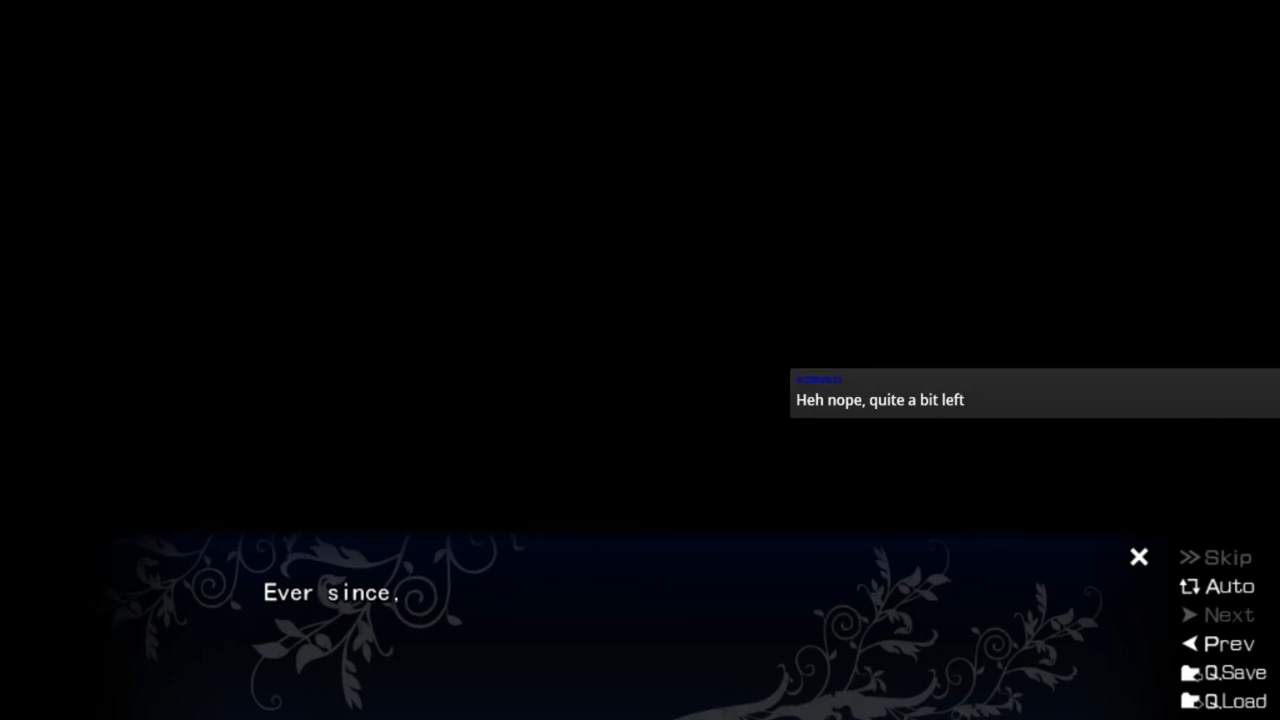 Heh nope, quite a bit left
Ever since.
Skip
Auto
Next
Prev
Q.Save
Q.Load